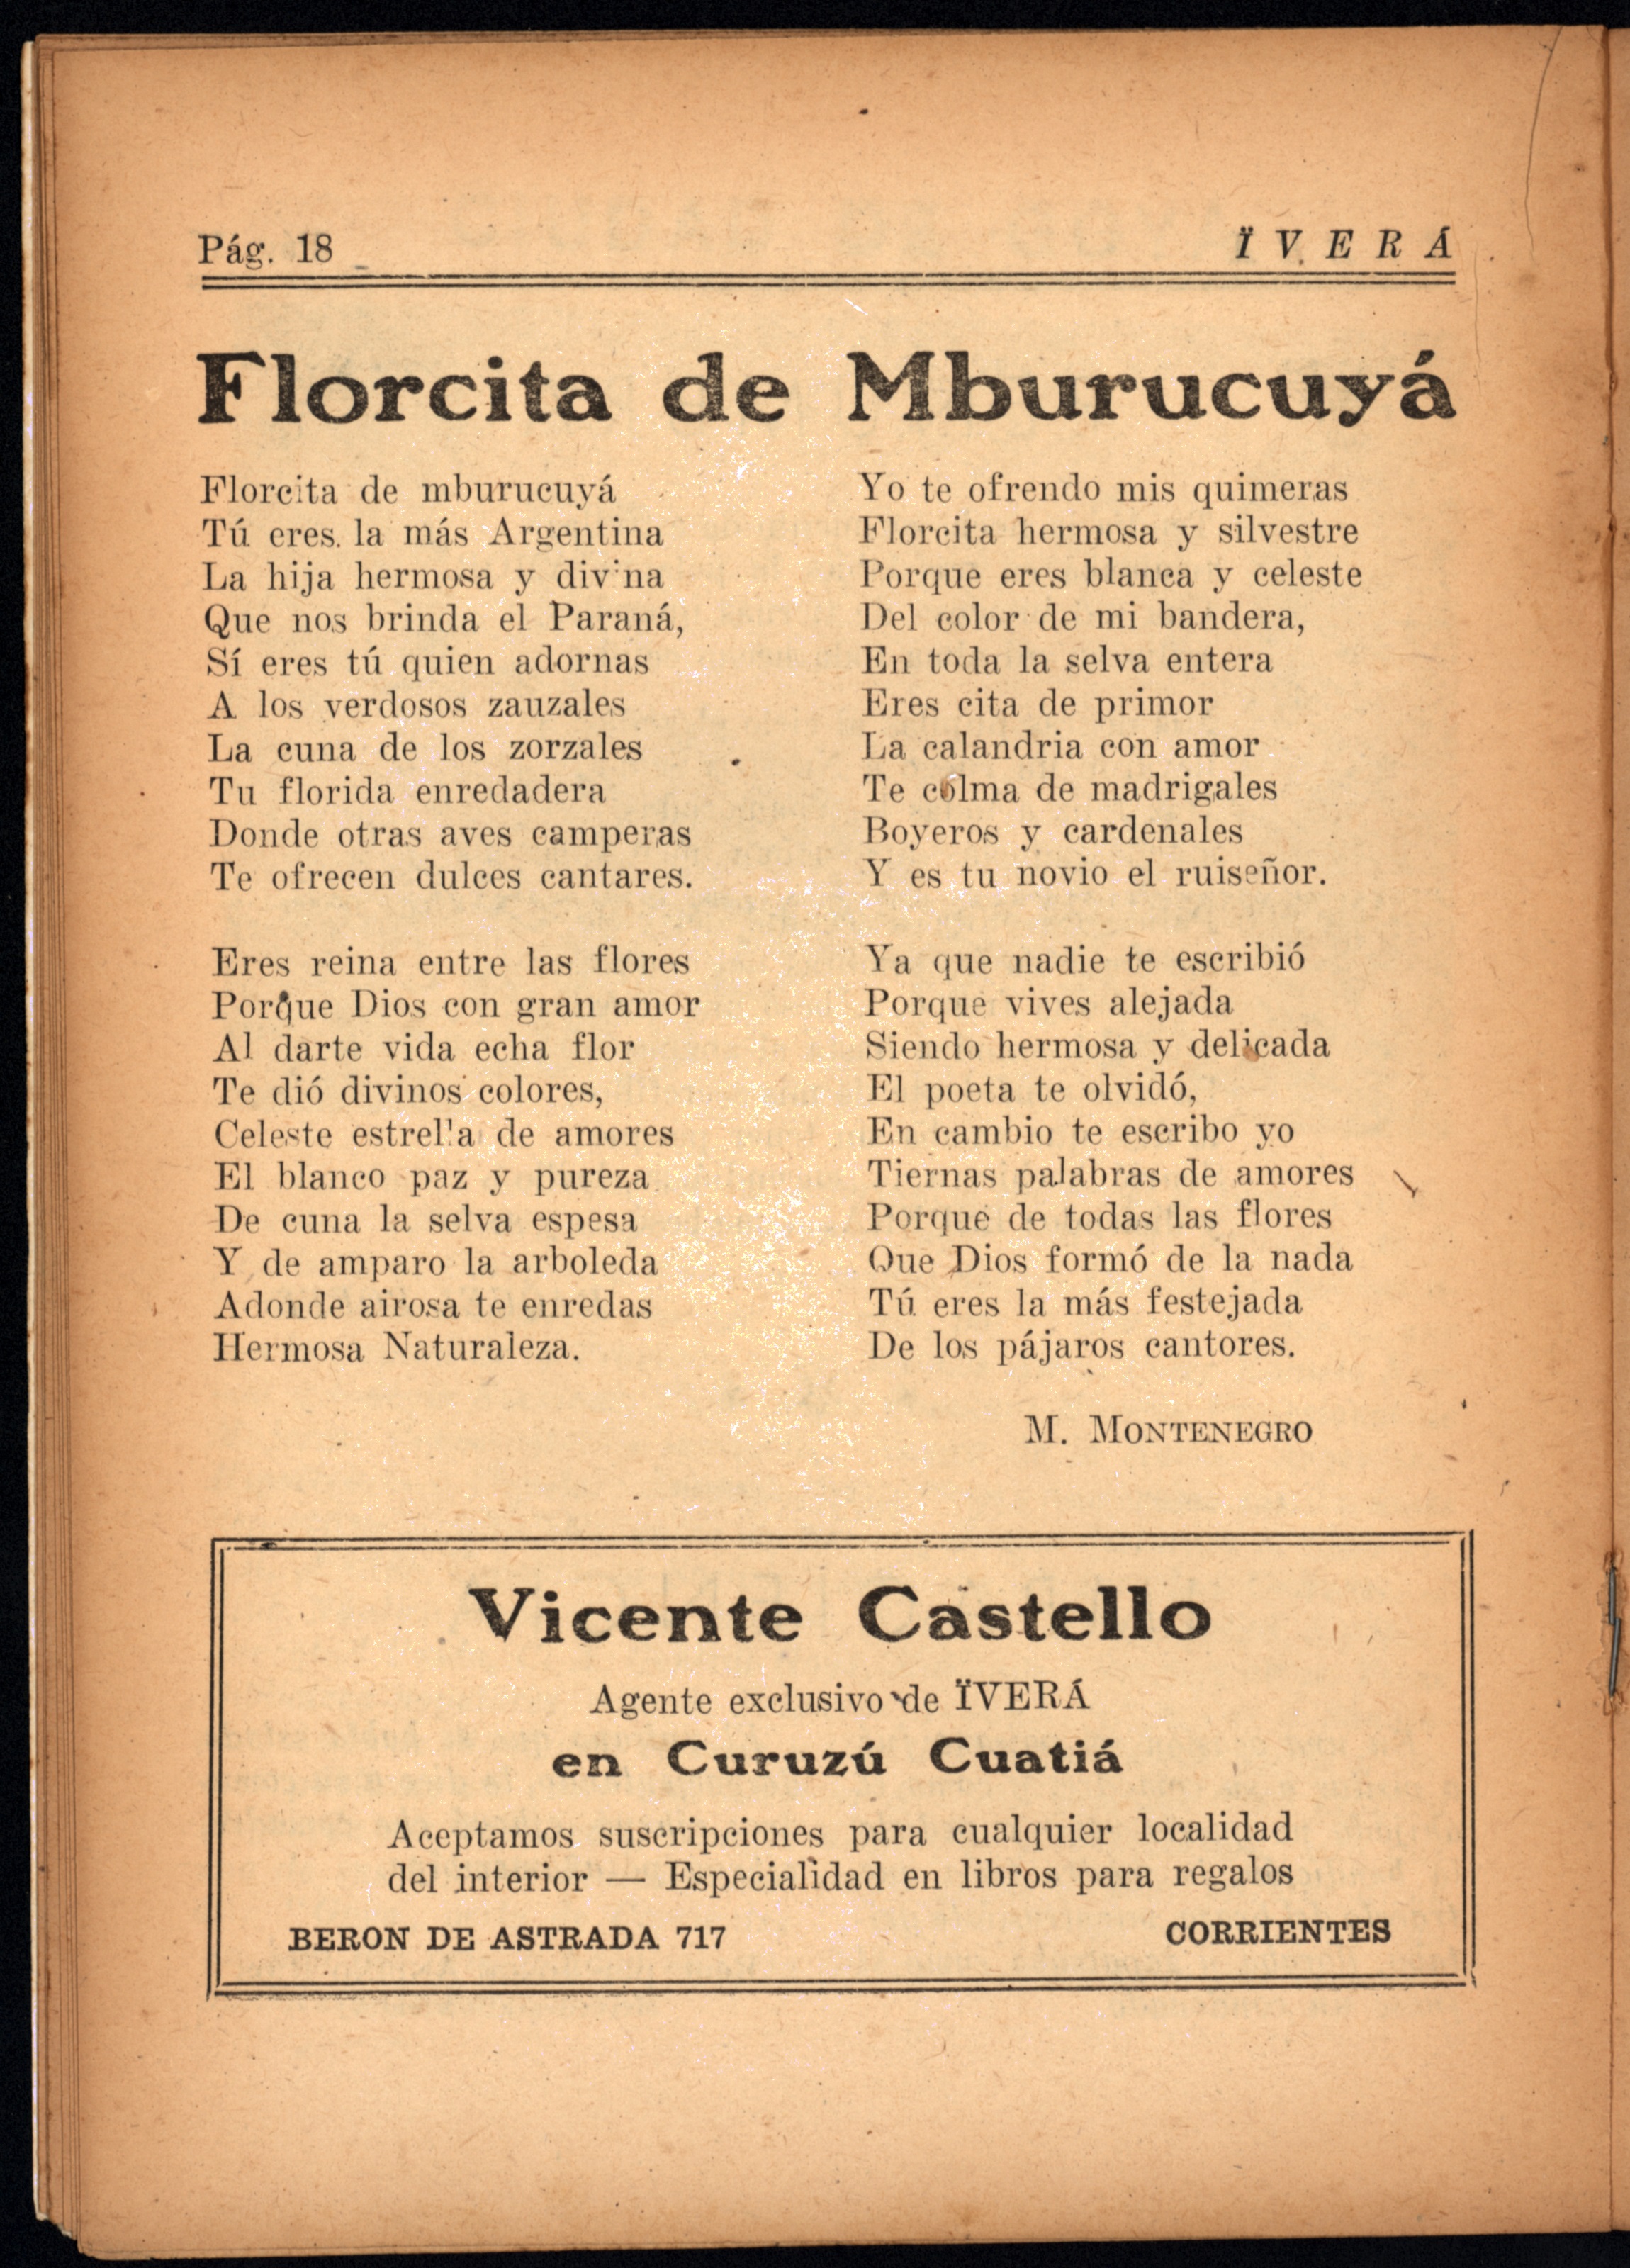 Pág. 18
ÏVERÁ
Florcita de Mburucuyá
Florcita de mburucuyá
Tú eres la más Argentina
La hija hermosa y divina
Que nos brinda el Paraná,
Sí eres tú quien adornas
A los verdosos zauzales
La cuna de los zorzales
Tu florida enredadera
Donde otras aves camperas
Te ofrecen dulces cantares.
Eres reina entre las flores
Porque Dios con gran amor
Al darte vida echa flor
Te dió divinos colores,
Celeste estrella de amores
El blanco paz y pureza
De cuna la selva espesa
Y de amparo la arboleda
Adonde airosa te enredas
Hermosa Naturaleza.
Yo te ofrendo mis quimeras
Florcita hermosa y silvestre
Porque eres blanca y celeste
Del color de mi bandera,
En toda la selva entera
Eres cita de primor
La calandria con amor
Te colma de madrigales
Boyeros y cardenales
Y es tu novio el ruiseñor.
Ya que nadie te escribió
Porque vives alejada
Siendo hermosa y delicada
El poeta te olvidó,
En cambio te escribo yo
Tiernas palabras de amores
Porque de todas las flores
Que Dios formó de la nada
Tú eres la más festejada
De los pájaros cantores.
M. MONTENEGRO
Vicente Castello
Agente exclusivo de ÏVERÁ
en Curuzú Cuatiá
Aceptamos suscripciones para cualquier localidad
del interior — Especialidad en libros para regalos
BERON DE ASTRADA 717
CORRIENTES